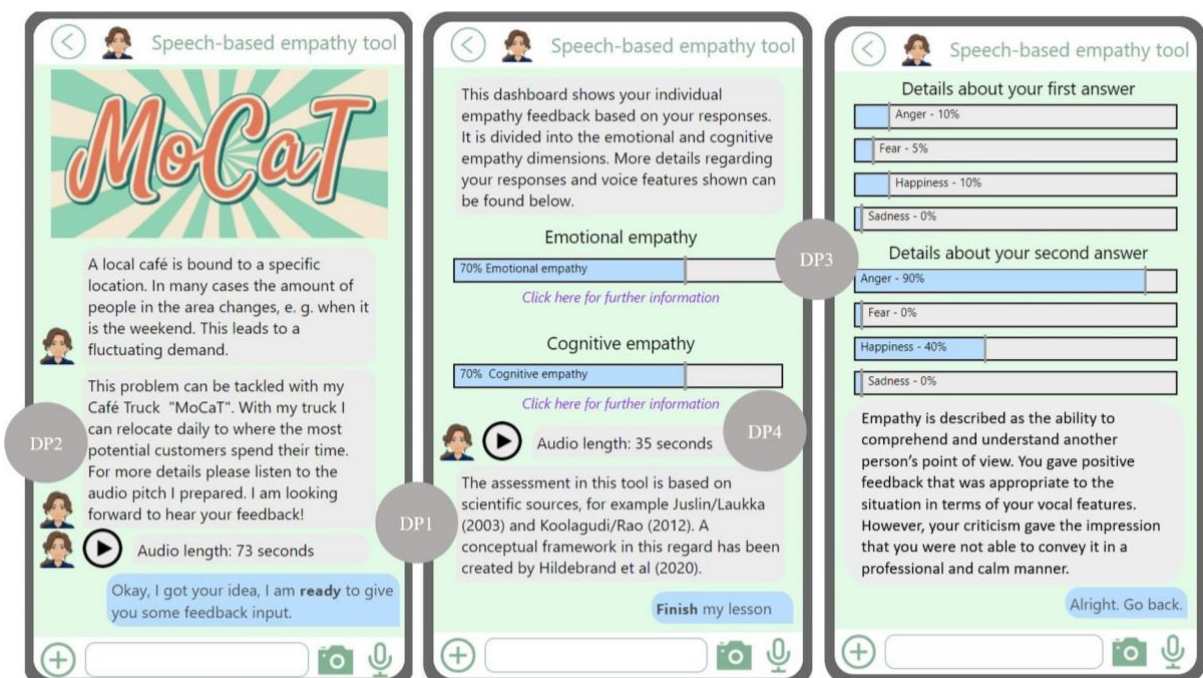 Speech-based empathy tool
MoCaT
A local café is bound to a specific
location. In many cases the amount of
people in the area changes, e. g. when it
is the weekend. This leads to a
fluctuating demand.
This problem can be tackled with my
Café Truck "MoCaT". With my truck I
can relocate daily to where the most
potential customers spend their time.
For more details please listen to the
audio pitch I prepared. I am looking
forward to hear your feedback!
DP2
Audio length: 73 seconds
Okay, I got your idea, I am ready to give
you some feedback input.
Speech-based empathy tool
This dashboard shows your individual
empathy feedback based on your responses.
It is divided into the emotional and cognitive
empathy dimensions. More details regarding
your responses and voice features shown can
be found below.
Emotional empathy
70% Emotional empathy
Click here for further information
Cognitive empathy
70% Cognitive empathy
Click here for further information
Audio length: 35 seconds
DP4
The assessment in this tool is based on
scientific sources, for example Juslin/Laukka
(2003) and Koolagudi/Rao (2012). A
conceptual framework in this regard has been
created by Hildebrand et al (2020).
DP1
Finish my lesson
Speech-based empathy tool
Details about your first answer
Anger - 10%
Fear - 5%
Happiness - 10%
Sadness - 0%
DP3
Details about your second answer
Anger - 90%
Fear - 0%
Happiness - 40%
Sadness - 0%
Empathy is described as the ability to
comprehend and understand another
person's point of view. You gave positive
feedback that was appropriate to the
situation in terms of your vocal features.
However, your criticism gave the impression
that you were not able to convey it in a
professional and calm manner.
Alright. Go back.